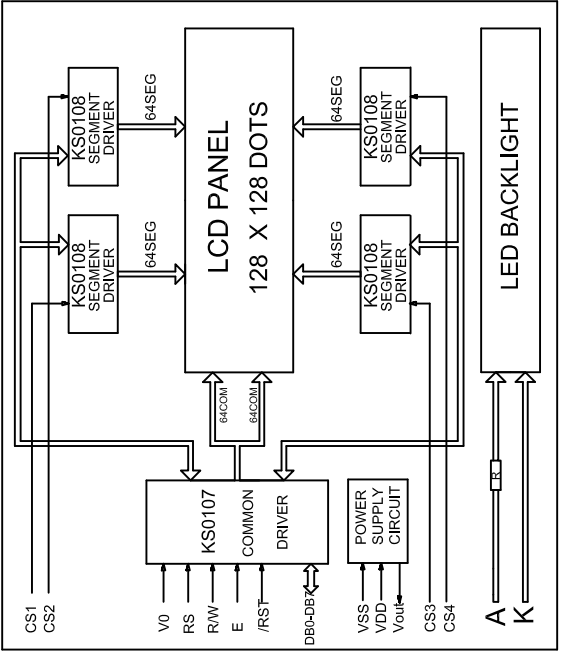 KS0108
SEGMENT
DRIVER
64SEG
LCD PANEL
128 X 128 DOTS
64SEG
KS0108
SEGMENT
DRIVER
LED BACKLIGHT
KS0108
SEGMENT
DRIVER
64SEG
64SEG
KS0108
SEGMENT
DRIVER
64COM
64COM
R
KS0107
COMMON
DRIVER
POWER
SUPPLY
CIRCUIT
CS1
CS2
V0
RS
R/W
E
/RST
DB0-DB7
VSS
VDD
Vout
CS3
CS4
A
K